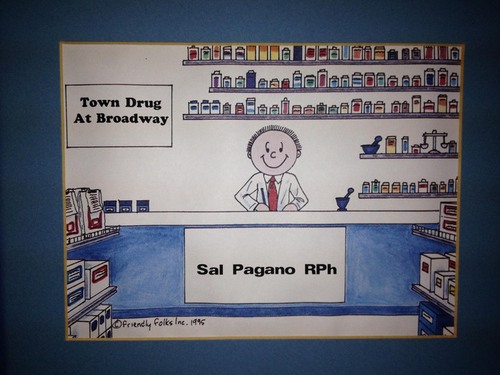 Town Drug
At Broadway
Sal Pagano RPh
©Friendly Folks Inc. 1995